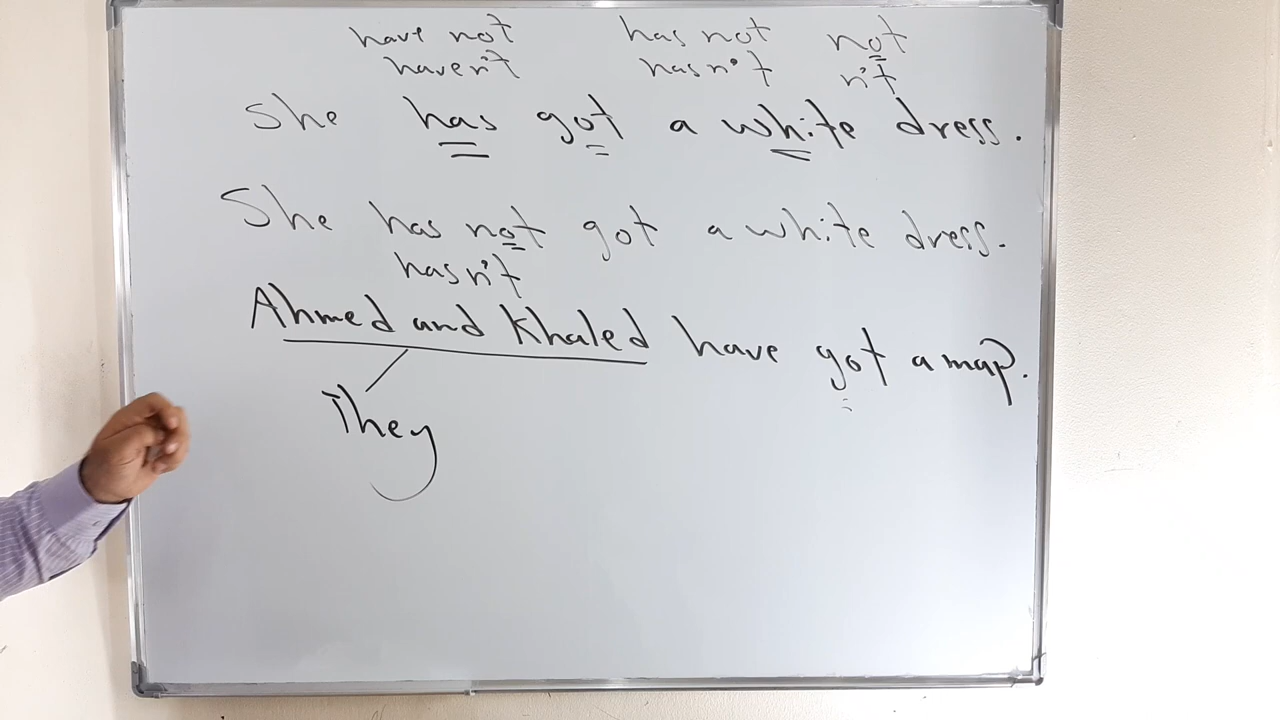 have not has not not
haven't hasn't n't
She has got a white dress.
She has not got a white dress.
hasn't
Ahmed and Khaled have got a map.
They